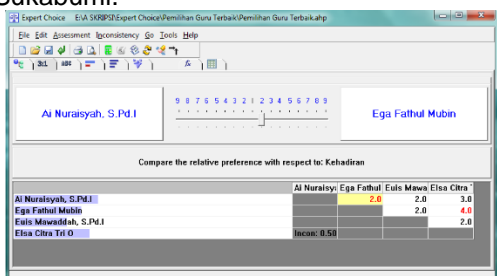 Sukabumi.
Expert Choice E:\A SKRIPSI\Expert Choice\Pemilihan Guru Terbaik\Pemilihan Guru Terbaik.ahp
File Edit Assessment Inconsistency Go Tools Help
3:1 ABC
Ai Nuraisyah, S.Pd.I
9 8 7 6 5 4 3 2 1 2 3 4 5 6 7 8 9
Ega Fathul Mubin
Compare the relative preference with respect to: Kehadiran
Ai Nuraisy: Ega Fathul Euis Mawa Elsa Citra
Ai Nuraisyah, S.Pd.I 2.0 2.0 3.0
Ega Fathul Mubin 2.0 4.0
Euis Mawaddah, S.Pd.I 2.0
Elsa Citra Tri O Incon: 0.50